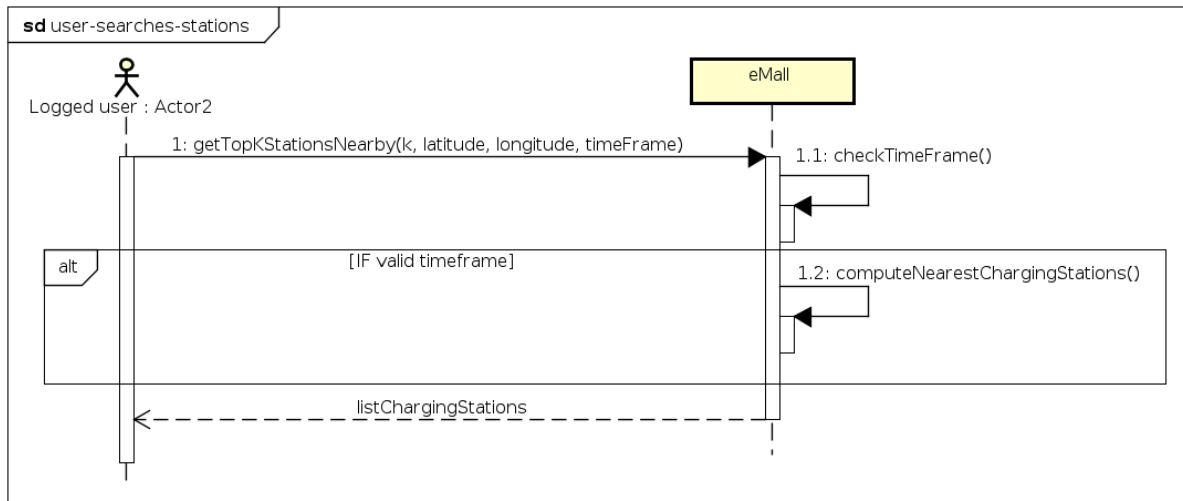 sd user-searches-stations
Logged user : Actor2
eMall
1: getTopKStationsNearby(k, latitude, longitude, timeFrame)
1.1: checkTimeFrame()
alt
[IF valid timeframe]
1.2: computeNearestChargingStations()
listChargingStations